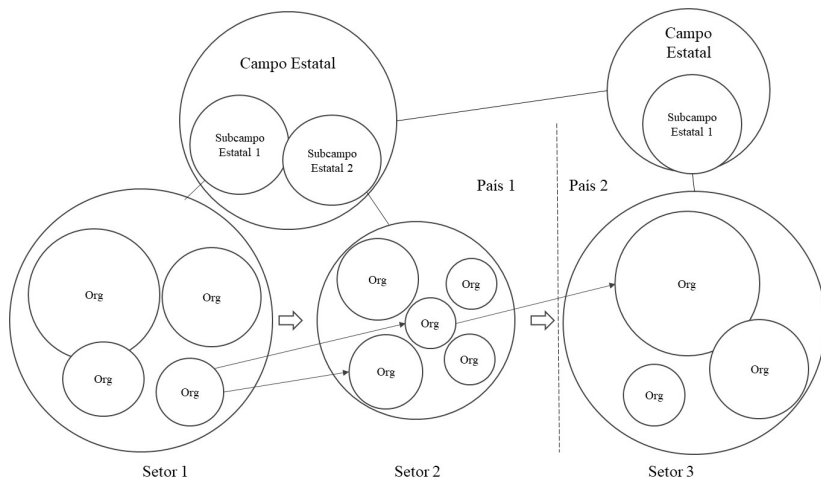 Campo Estatal
Subcampo
Estatal 1
Subcampo
Estatal 2
Campo
Estatal
Subcampo
Estatal 1
País 1
País 2
Org
Org
Org
Org
Org
Org
Org
Org
Org
Org
Org
Org
Setor 1
Setor 2
Setor 3